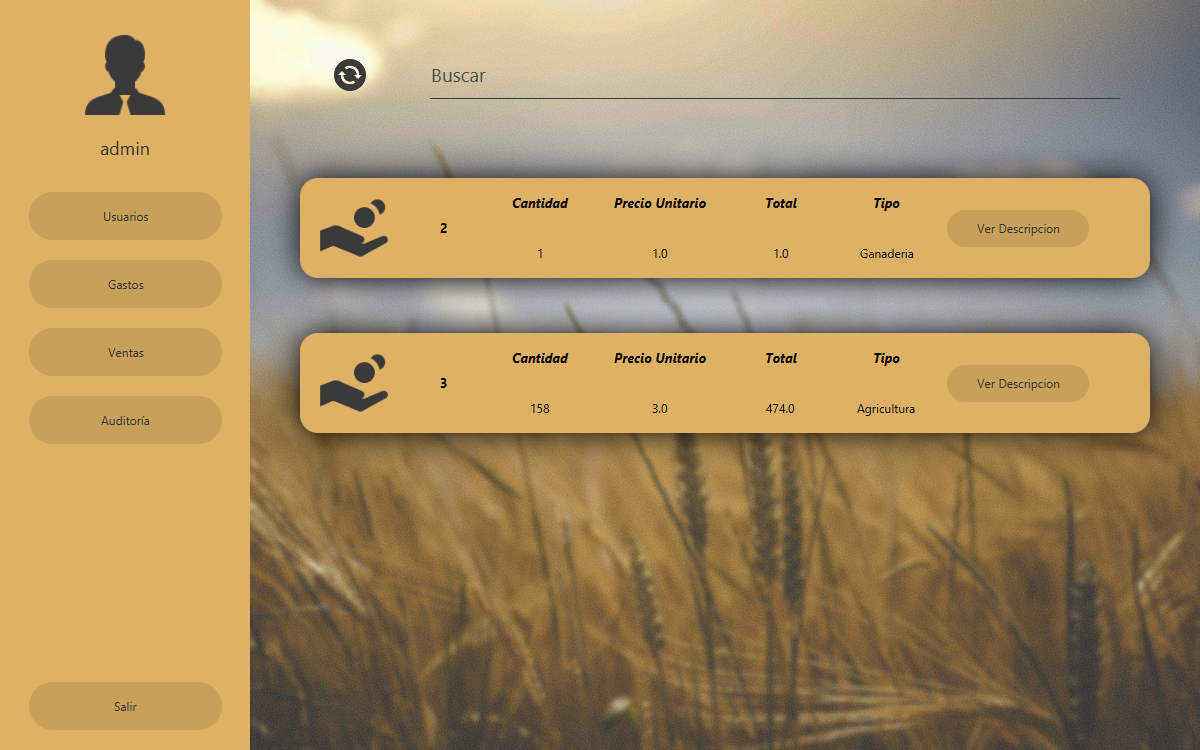 admin
Usuarios
Gastos
Ventas
Auditoría
Salir
Buscar
Cantidad Precio Unitario Total Tipo
2 Ver Descripcion
1 1.0 1.0 Ganaderia
Cantidad Precio Unitario Total Tipo
3 Ver Descripcion
158 3.0 474.0 Agricultura